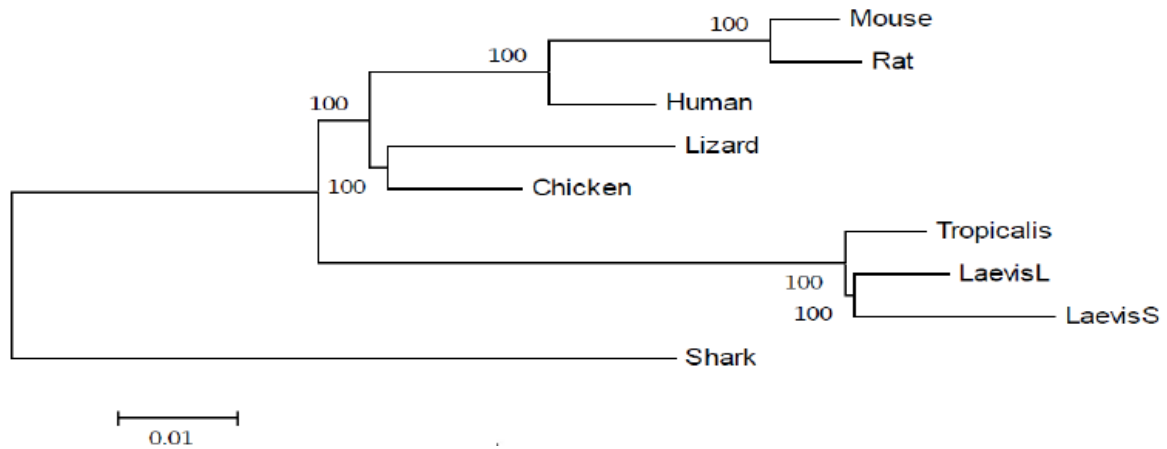 Mouse
100
Rat
100
Human
100
Lizard
100
Chicken
Tropicalis
LaevisL
100
100
LaevisS
Shark
0.01